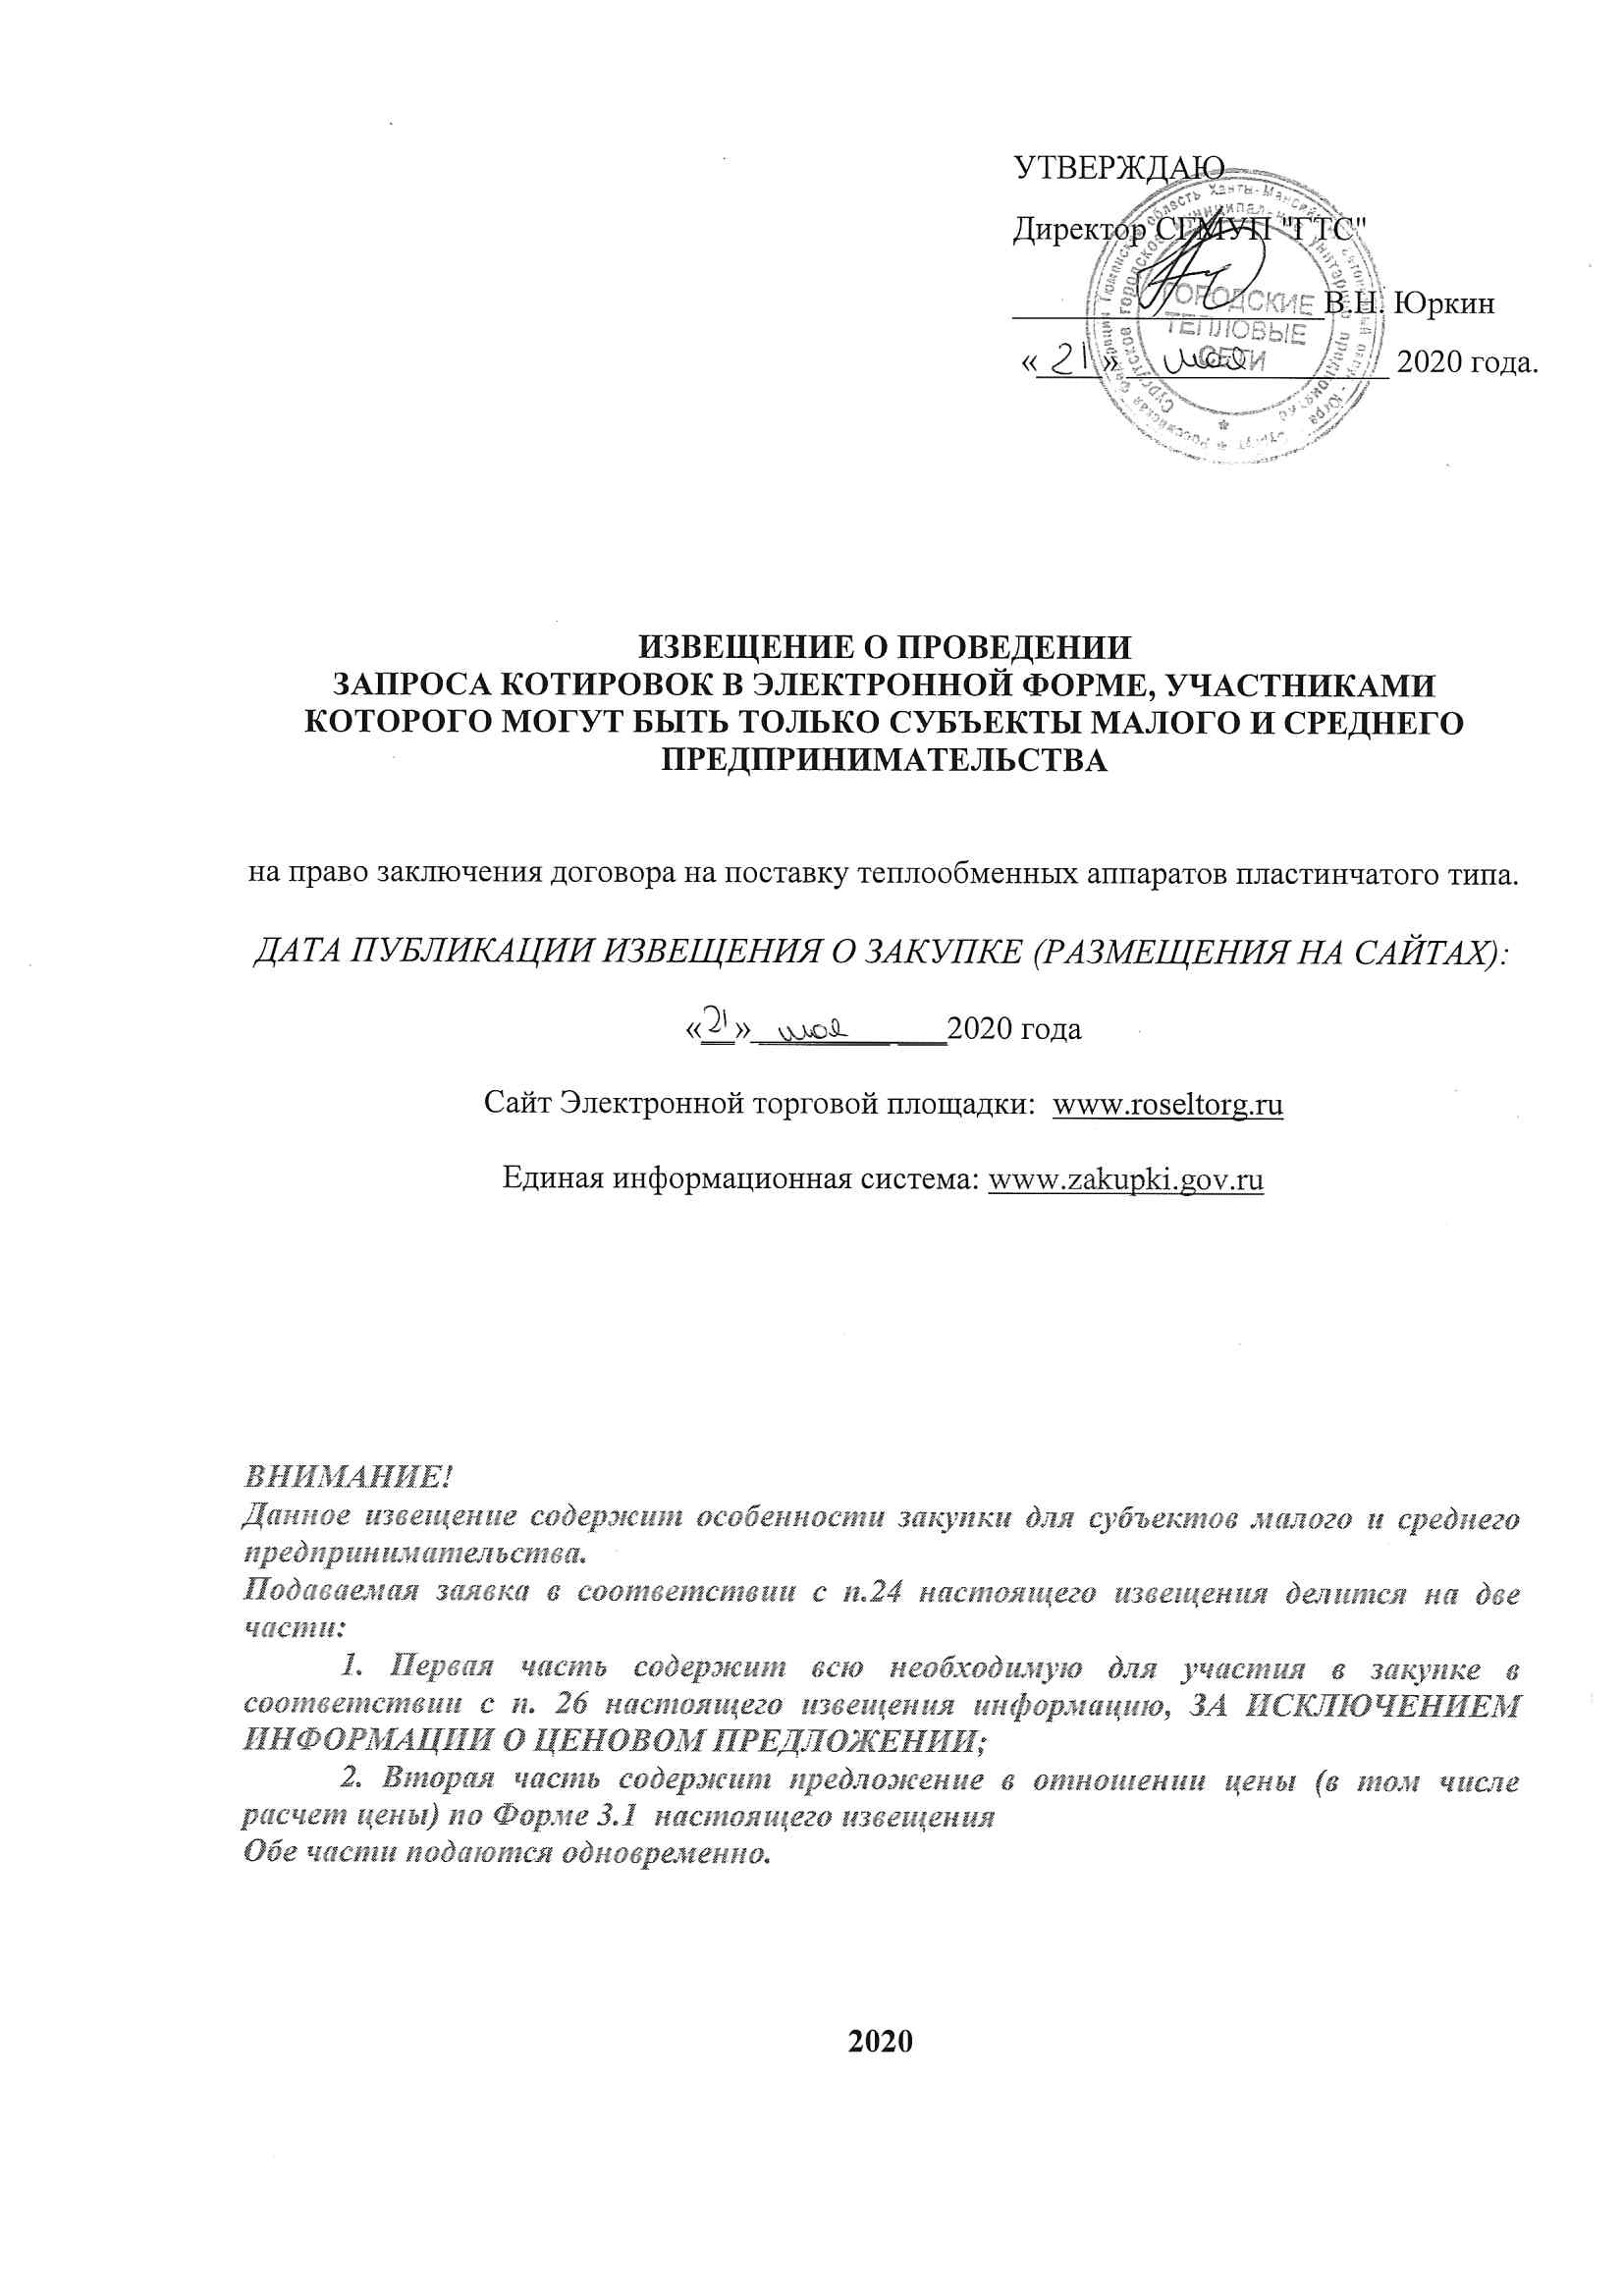 УТВЕРЖДАЮ
Директор СГМУП "ГТС"
В.Н. Юркин
«21» мая 2020 года.
ГОРОДСКИЕ
ТЕПЛОВЫЕ
СЕТИ
ИЗВЕЩЕНИЕ О ПРОВЕДЕНИИ
ЗАПРОСА КОТИРОВОК В ЭЛЕКТРОННОЙ ФОРМЕ, УЧАСТНИКАМИ
КОТОРОГО МОГУТ БЫТЬ ТОЛЬКО СУБЪЕКТЫ МАЛОГО И СРЕДНЕГО
ПРЕДПРИНИМАТЕЛЬСТВА
на право заключения договора на поставку теплообменных аппаратов пластинчатого типа.
ДАТА ПУБЛИКАЦИИ ИЗВЕЩЕНИЯ О ЗАКУПКЕ (РАЗМЕЩЕНИЯ НА САЙТАХ):
«21» мая 2020 года
Сайт Электронной торговой площадки: www.roseltorg.ru
Единая информационная система: www.zakupki.gov.ru
ВНИМАНИЕ!
Данное извещение содержит особенности закупки для субъектов малого и среднего
предпринимательства.
Подаваемая заявка в соответствии с п.24 настоящего извещения делится на две
части:
1. Первая часть содержит всю необходимую для участия в закупке в
соответствии с п. 26 настоящего извещения информацию, ЗА ИСКЛЮЧЕНИЕМ
ИНФОРМАЦИИ О ЦЕНОВОМ ПРЕДЛОЖЕНИИ;
2. Вторая часть содержит предложение в отношении цены (в том числе
расчет цены) по Форме 3.1 настоящего извещения
Обе части подаются одновременно.
2020